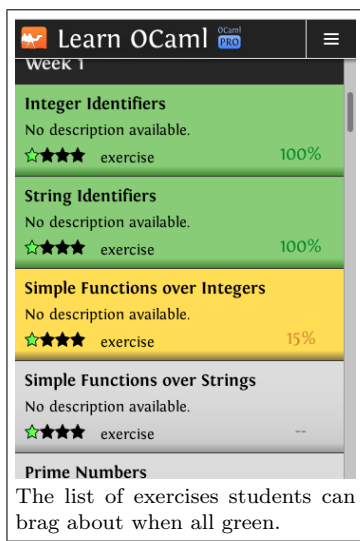 Learn OCaml OCaml PRO
Week 1
Integer Identifiers
No description available.
exercise 100%
String Identifiers
No description available.
exercise 100%
Simple Functions over Integers
No description available.
exercise 15%
Simple Functions over Strings
No description available.
exercise --
Prime Numbers
The list of exercises students can
brag about when all green.